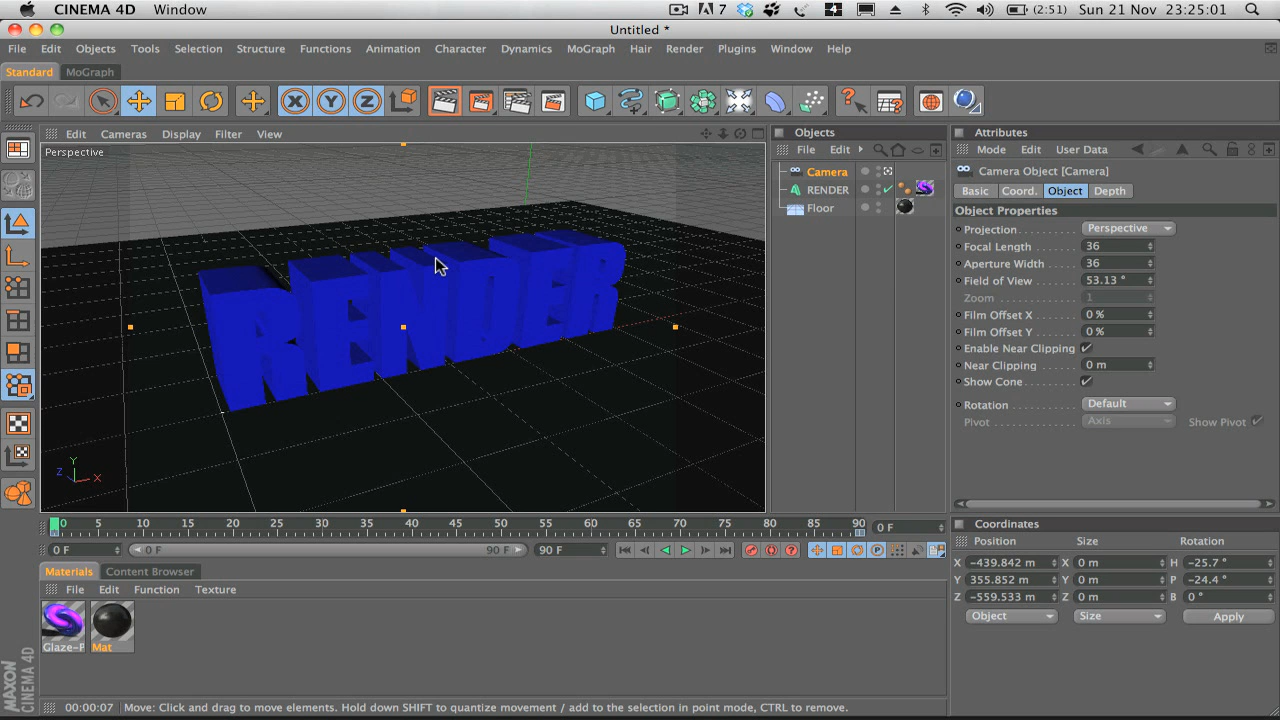 CINEMA 4D Window 7 4 (2:51) Sun 21 Nov 23:25:01
Untitled *
File Edit Objects Tools Selection Structure Functions Animation Character Dynamics MoGraph Hair Render Plugins Window Help
Standard MoGraph
X Y Z
Edit Cameras Display Filter View
Perspective
RENDER
Y
Z X
Objects
File Edit
Camera
RENDER
Floor
Attributes
Mode Edit User Data
Camera Object [Camera]
Basic Coord. Object Depth
Object Properties
Projection Perspective
Focal Length 36
Aperture Width 36
Field of View 53.13 °
Zoom 1
Film Offset X 0 %
Film Offset Y 0 %
Enable Near Clipping
Near Clipping 0 m
Show Cone
Rotation Default
Pivot Axis Show Pivot
0 5 10 15 20 25 30 35 40 45 50 55 60 65 70 75 80 85 90 0 F
0 F 0 F 90 F 90 F P
Materials Content Browser
File Edit Function Texture
Glaze-P Mat
Coordinates
Position Size Rotation
X -439.842 m X 0 m H -25.7 °
Y 355.852 m Y 0 m P -24.4 °
Z -559.533 m Z 0 m B 0 °
Object Size Apply
MAXON
CINEMA 4D
00:00:07 Move: Click and drag to move elements. Hold down SHIFT to quantize movement / add to the selection in point mode, CTRL to remove.